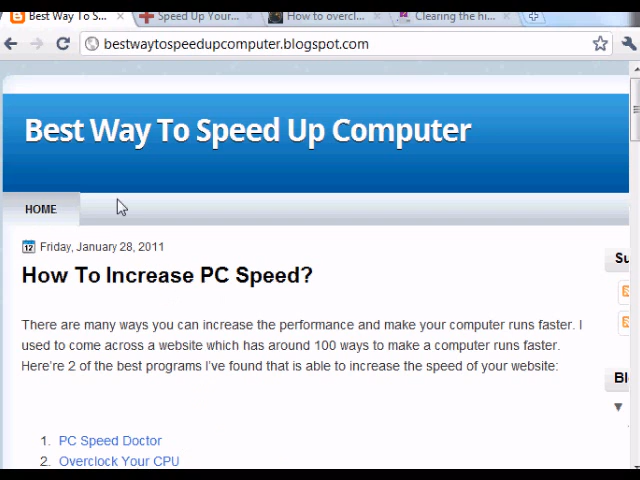 Best Way To S...
Speed Up Your...
How to overcl...
Clearing the hi...
bestwaytospeedupcomputer.blogspot.com
Best Way To Speed Up Computer
HOME
12 Friday, January 28, 2011
How To Increase PC Speed?
Su
There are many ways you can increase the performance and make your computer runs faster. I
used to come across a website which has around 100 ways to make a computer runs faster.
Here're 2 of the best programs I've found that is able to increase the speed of your website:
Bl
1. PC Speed Doctor
2. Overclock Your CPU